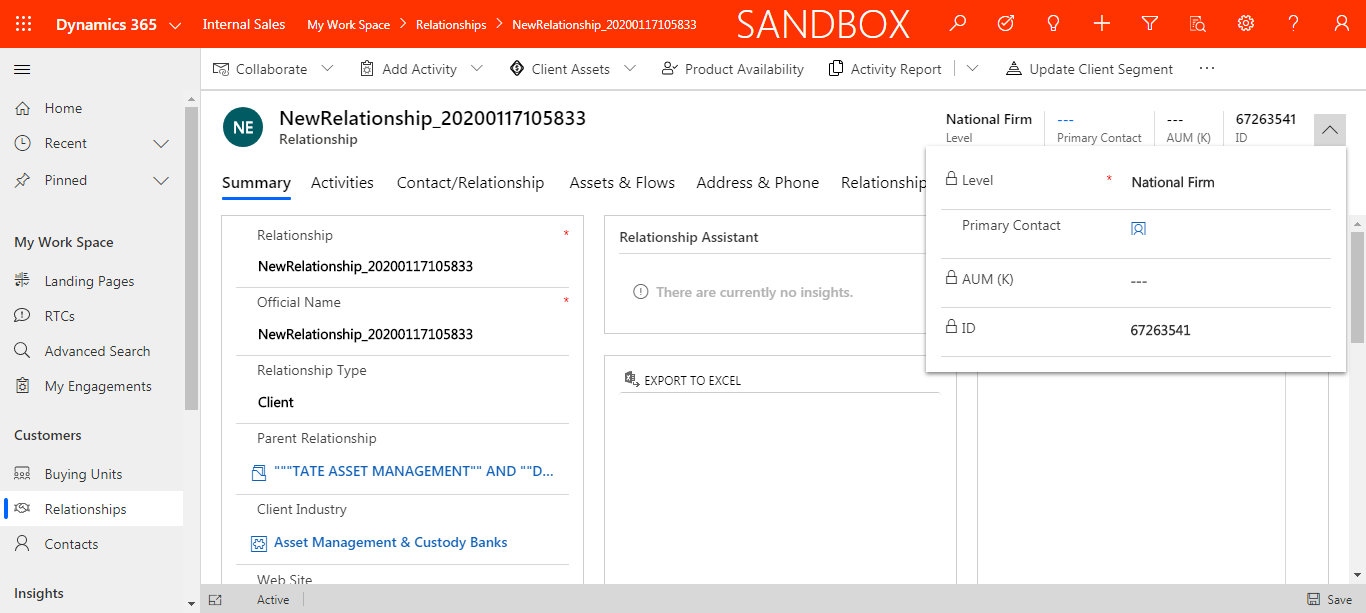 Dynamics 365 Internal Sales My Work Space Relationships NewRelationship_20200117105833 SANDBOX
Collaborate Add Activity Client Assets Product Availability Activity Report Update Client Segment ...
Home
Recent
Pinned
My Work Space
Landing Pages
RTCs
Advanced Search
My Engagements
Customers
Buying Units
Relationships
Contacts
Insights
NE
NewRelationship_20200117105833
Relationship
National Firm
Level
---
Primary Contact
---
AUM (K)
67263541
ID
Summary Activities Contact/Relationship Assets & Flows Address & Phone Relationship
Relationship *
NewRelationship_20200117105833
Official Name *
NewRelationship_20200117105833
Relationship Type
Client
Parent Relationship
"""TATE ASSET MANAGEMENT"" AND ""D...
Client Industry
Asset Management & Custody Banks
Web Site
Relationship Assistant
There are currently no insights.
EXPORT TO EXCEL
Level * National Firm
Primary Contact
AUM (K) ---
ID 67263541
Active
Save